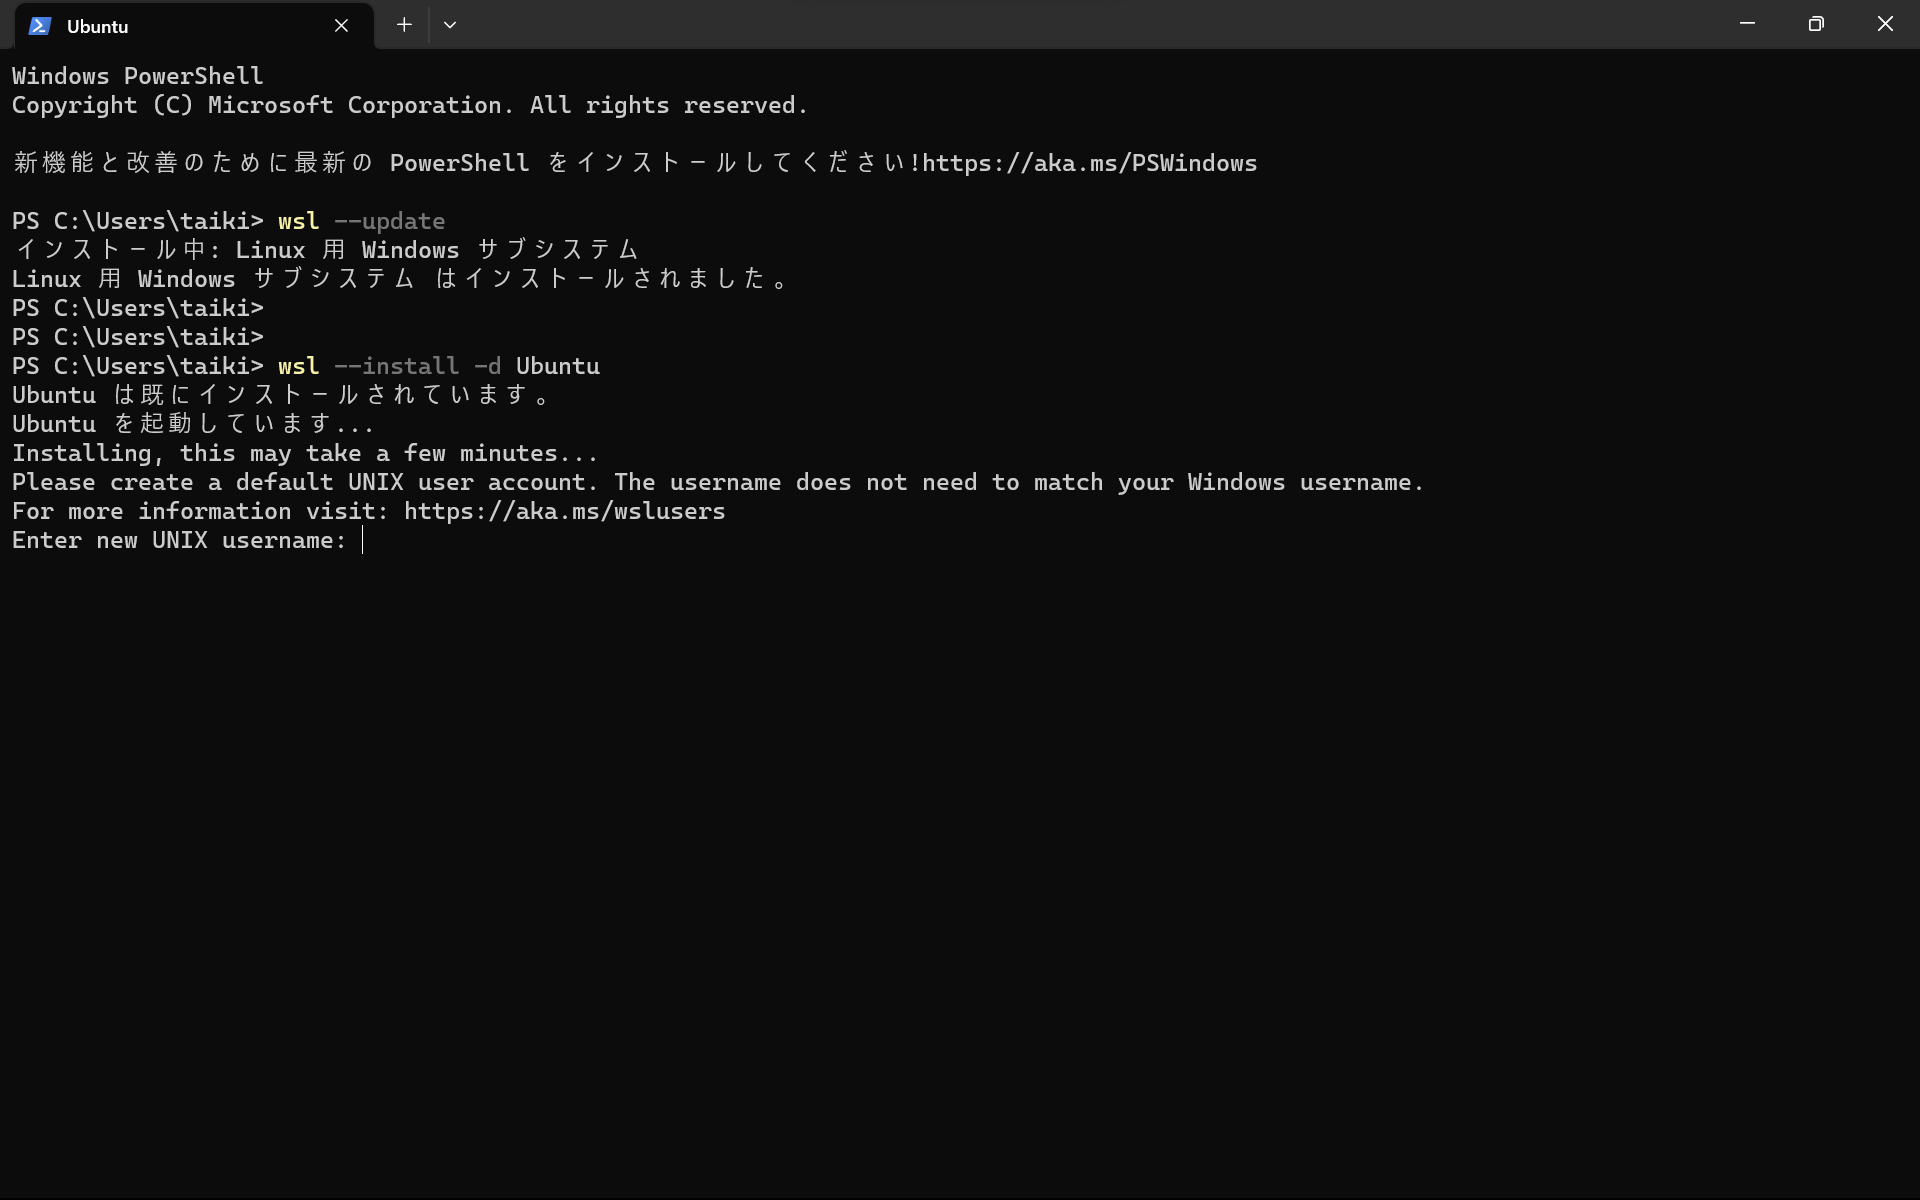 Ubuntu
Windows PowerShell
Copyright (C) Microsoft Corporation. All rights reserved.
新機能と改善のために最新の PowerShell をインストールしてください!https://aka.ms/PSWindows
PS C:\Users\taiki> wsl --update
インストール中: Linux 用 Windows サブシステム
Linux 用 Windows サブシステム はインストールされました。
PS C:\Users\taiki>
PS C:\Users\taiki>
PS C:\Users\taiki> wsl --install -d Ubuntu
Ubuntu は既にインストールされています。
Ubuntu を起動しています...
Installing, this may take a few minutes...
Please create a default UNIX user account. The username does not need to match your Windows username.
For more information visit: https://aka.ms/wslusers
Enter new UNIX username: